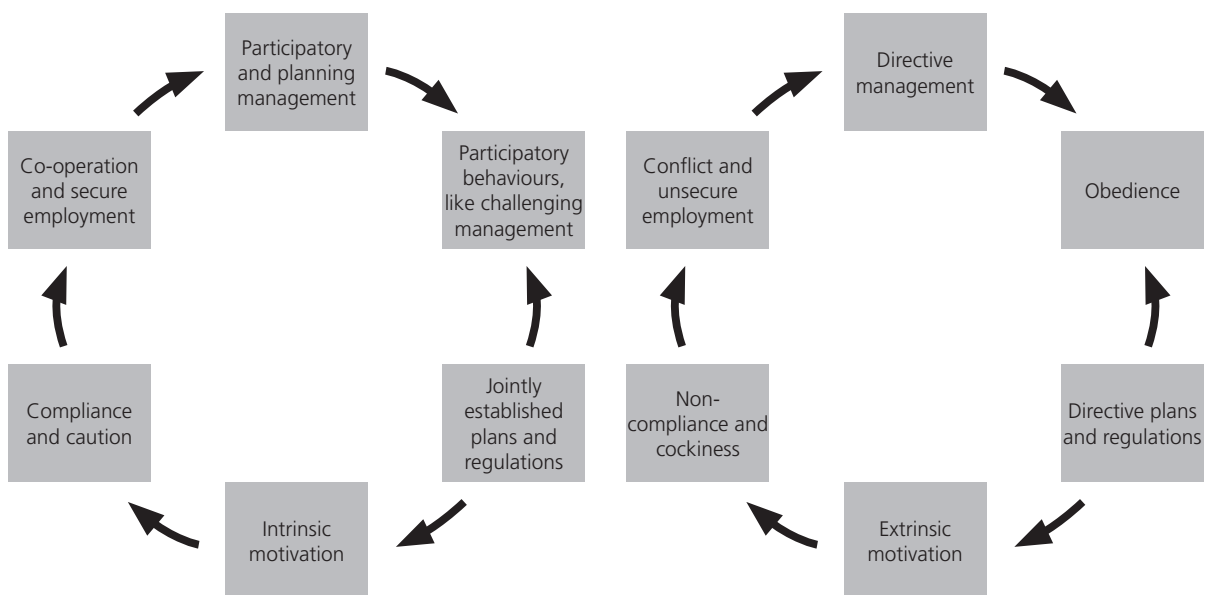 Participatory
and planning
management
Participatory
behaviours,
like challenging
management
Jointly
established
plans and
regulations
Intrinsic
motivation
Compliance
and caution
Co-operation
and secure
employment
Directive
management
Obedience
Directive plans
and regulations
Extrinsic
motivation
Non-
compliance and
cockiness
Conflict and
unsecure
employment